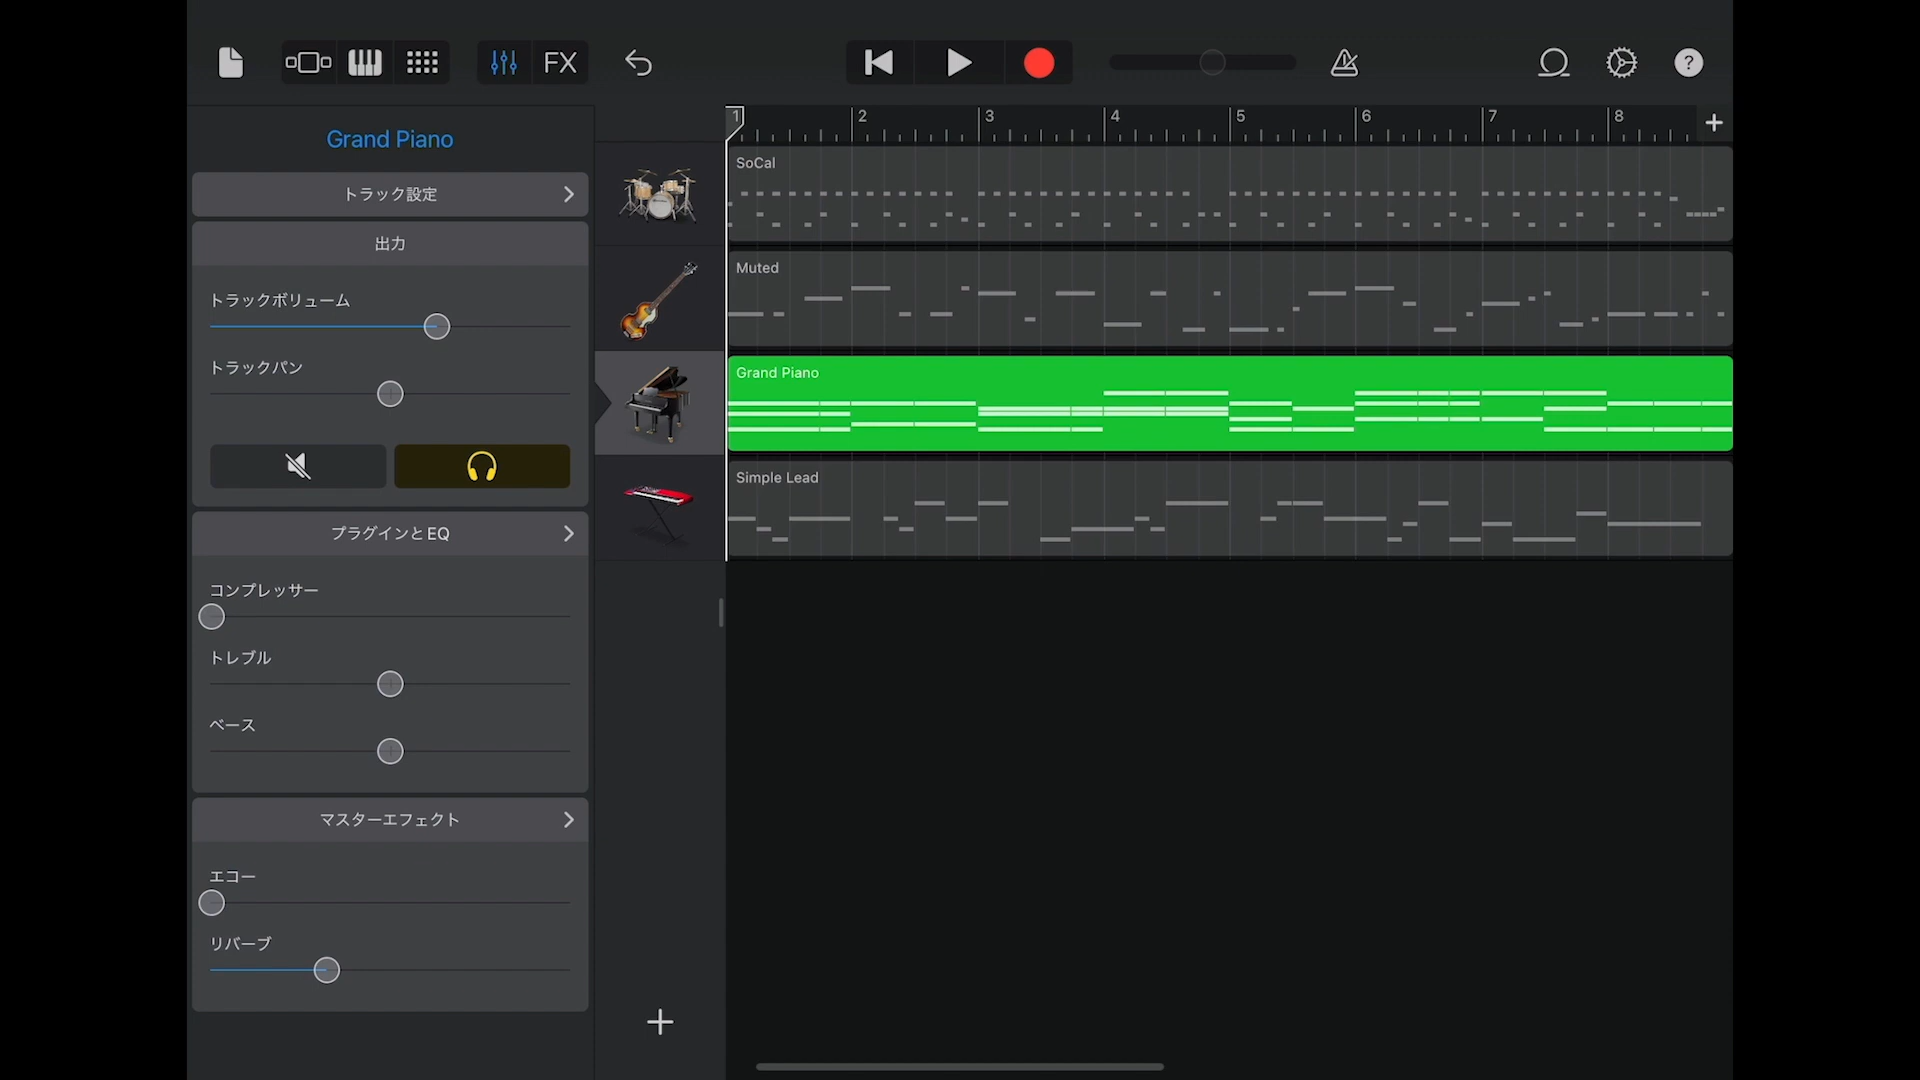 FX
?
Grand Piano
トラック設定
出力
トラックボリューム
トラックパン
プラグインとEQ
コンプレッサー
トレブル
ベース
マスターエフェクト
エコー
リバーブ
1 2 3 4 5 6 7 8 +
SoCal
Muted
Grand Piano
Simple Lead
+